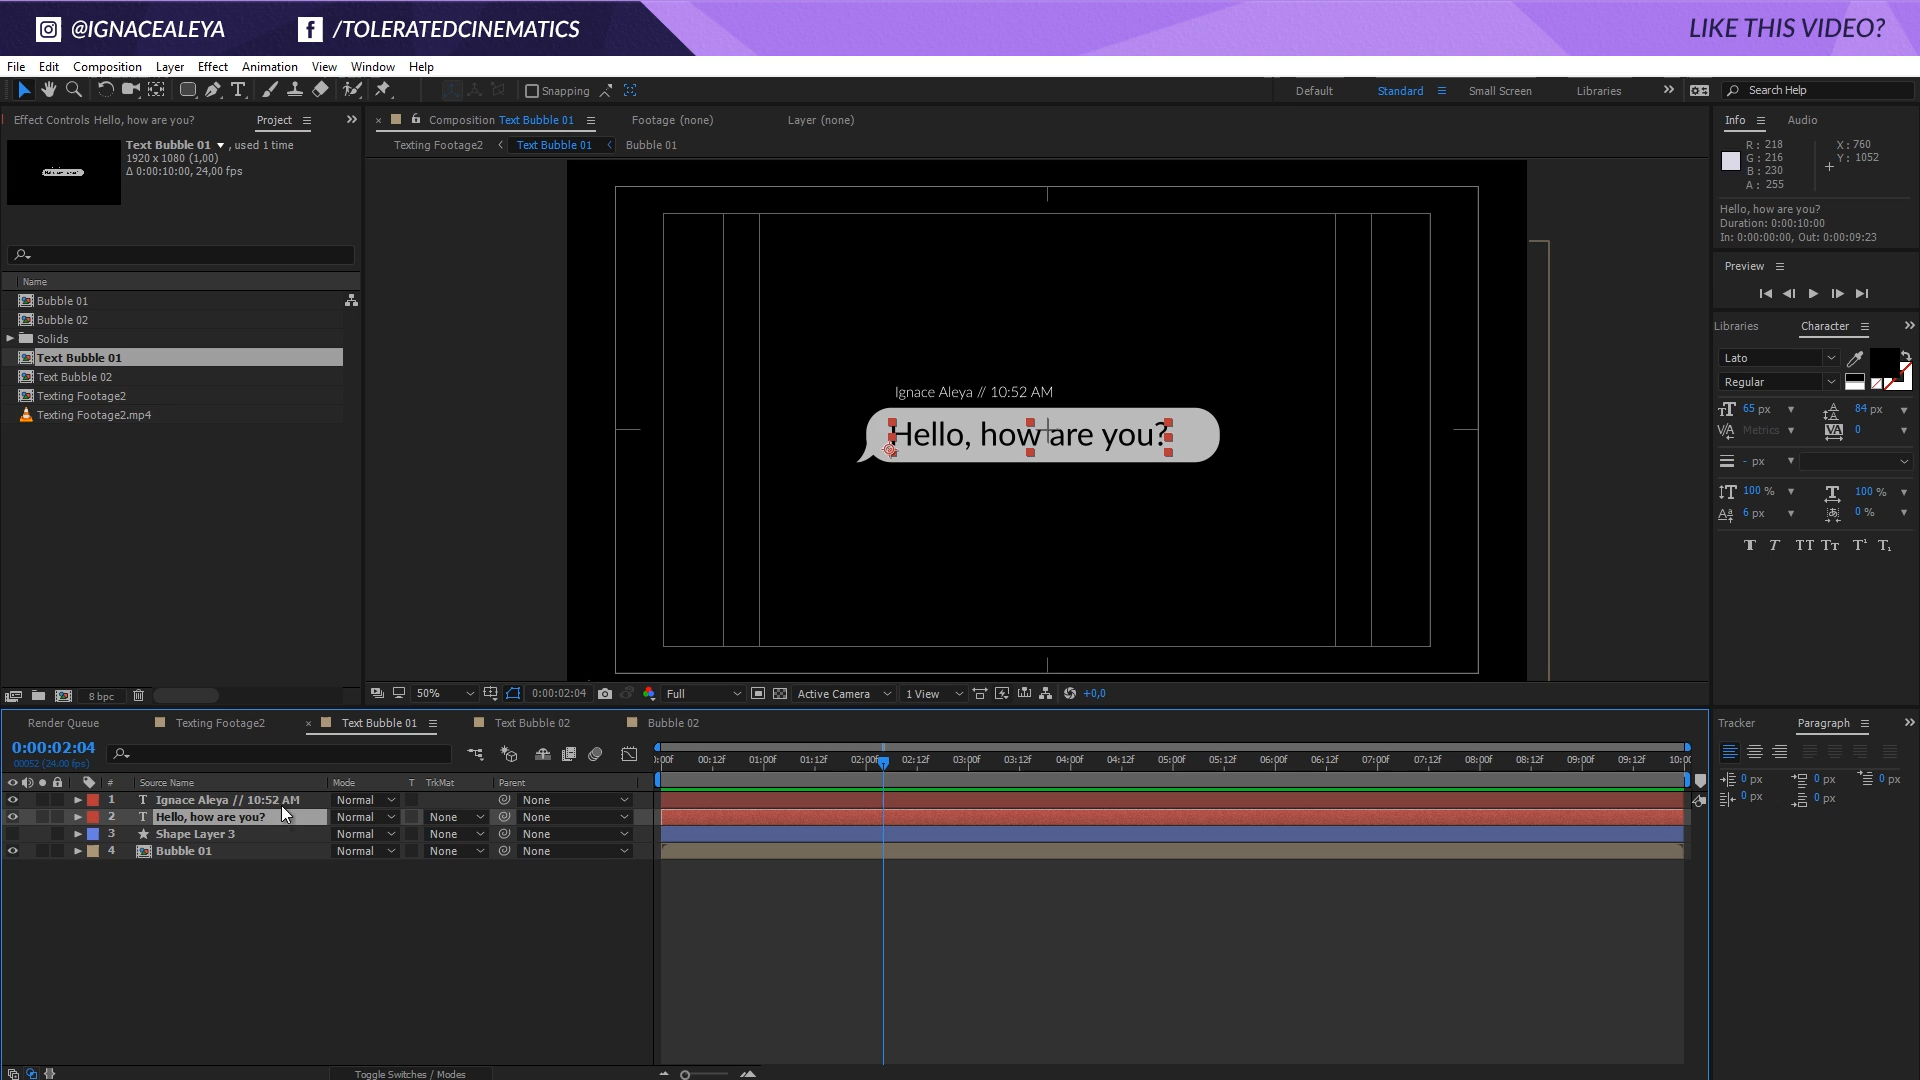 @IGNACEALEYA
/TOLERATEDCINEMATICS
LIKE THIS VIDEO?
File Edit Composition Layer Effect Animation View Window Help
Snapping
Default Standard Small Screen Libraries
Search Help
Effect Controls Hello, how are you?
Project
Composition Text Bubble 01
Footage (none)
Layer (none)
Texting Footage2 Text Bubble 01 Bubble 01
Text Bubble 01 , used 1 time
1920 x 1080 (1,00)
Δ 0:00:10:00, 24,00 fps
Name
Bubble 01
Bubble 02
Solids
Text Bubble 01
Text Bubble 02
Texting Footage2
Texting Footage2.mp4
8 bpc
Ignace Aleya // 10:52 AM
Hello, how are you?
50%
0:00:02:04
Full
Active Camera
1 View
+0,0
Info Audio
R: 218
G: 216
B: 230
A: 255
X: 760
Y: 1052
Hello, how are you?
Duration: 0:00:10:00
In: 0:00:00:00, Out: 0:00:09:23
Preview
Libraries Character
Lato
Regular
65 px 84 px
Metrics 0
- px
100 % 100 %
6 px 0 %
Tracker Paragraph
0 px 0 px 0 px
0 px 0 px
Render Queue Texting Footage2 Text Bubble 01 Text Bubble 02 Bubble 02
0:00:02:04
00052 (24.00 fps)
:00f 00:12f 01:00f 01:12f 02:00f 02:12f 03:00f 03:12f 04:00f 04:12f 05:00f 05:12f 06:00f 06:12f 07:00f 07:12f 08:00f 08:12f 09:00f 09:12f 10:00
# Source Name Mode T TrkMat Parent
1 Ignace Aleya // 10:52 AM Normal None
2 Hello, how are you? Normal None None
3 Shape Layer 3 Normal None None
4 Bubble 01 Normal None None
Toggle Switches / Modes